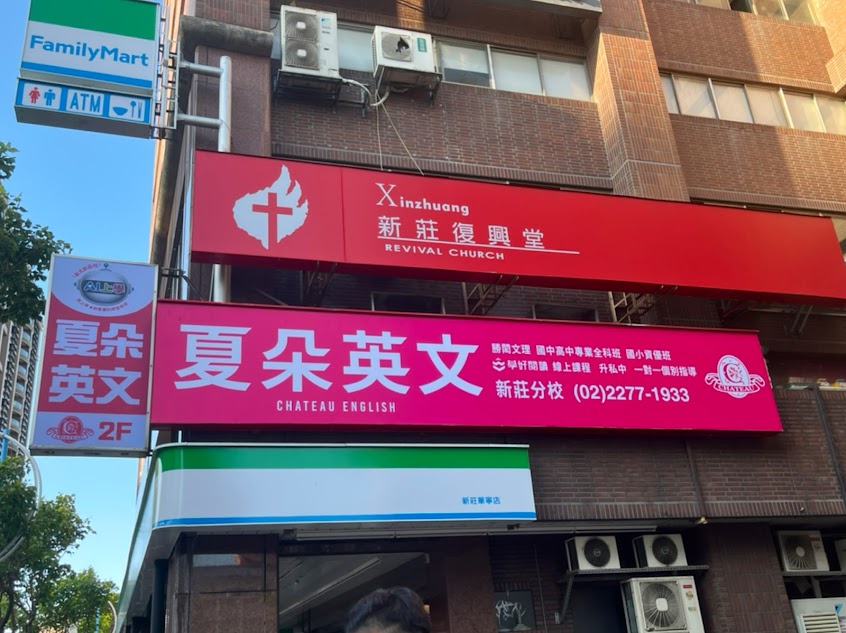 FamilyMart
ATM
Xinzhuang
新莊復興堂
REVIVAL CHURCH
夏朵
英文
2F
夏朵英文
CHATEAU ENGLISH
勝閱文理 國中高中專業全科班 國小資優班
學好閱讀 線上課程 升私中 一對一個別指導
新莊分校 (02)2277-1933
CHATEAU
新莊華寧店